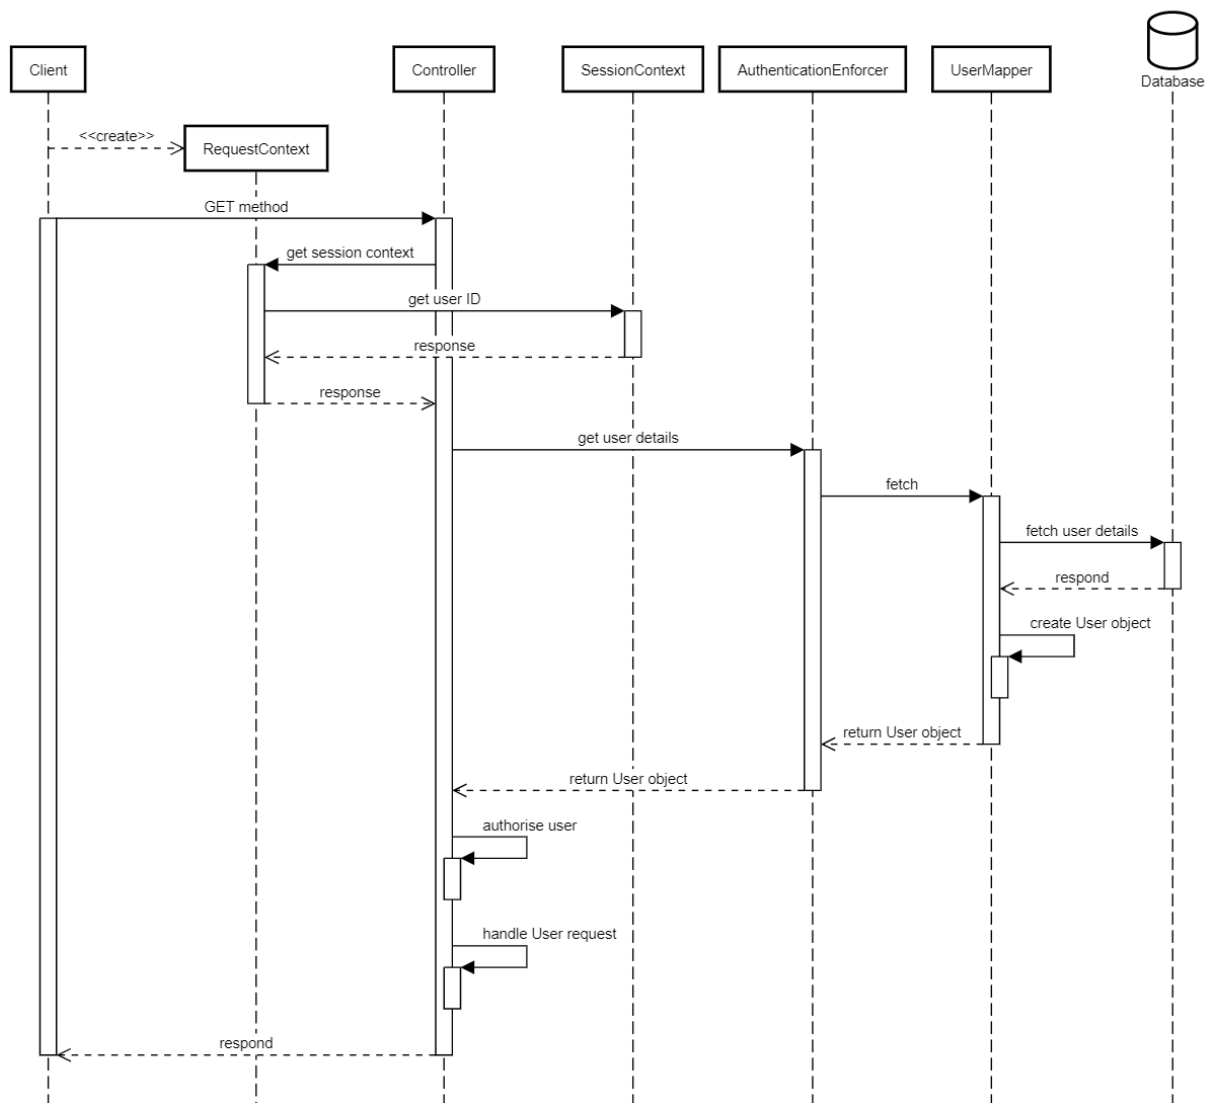 Client
Controller
SessionContext
AuthenticationEnforcer
UserMapper
Database
<<create>>
RequestContext
GET method
get session context
get user ID
response
response
get user details
fetch
fetch user details
respond
create User object
return User object
return User object
authorise user
handle User request
respond